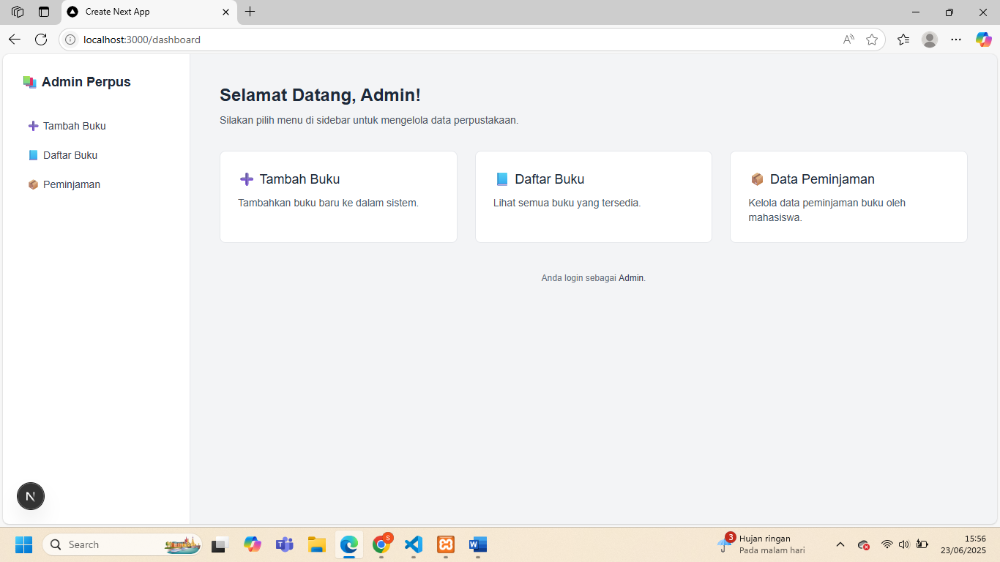 Create Next App
localhost:3000/dashboard
Admin Perpus
Tambah Buku
Daftar Buku
Peminjaman
Selamat Datang, Admin!
Silakan pilih menu di sidebar untuk mengelola data perpustakaan.
Tambah Buku
Tambahkan buku baru ke dalam sistem.
Daftar Buku
Lihat semua buku yang tersedia.
Data Peminjaman
Kelola data peminjaman buku oleh
mahasiswa.
Anda login sebagai Admin.
N
Search
S
3
Hujan ringan
Pada malam hari
15:56
23/06/2025